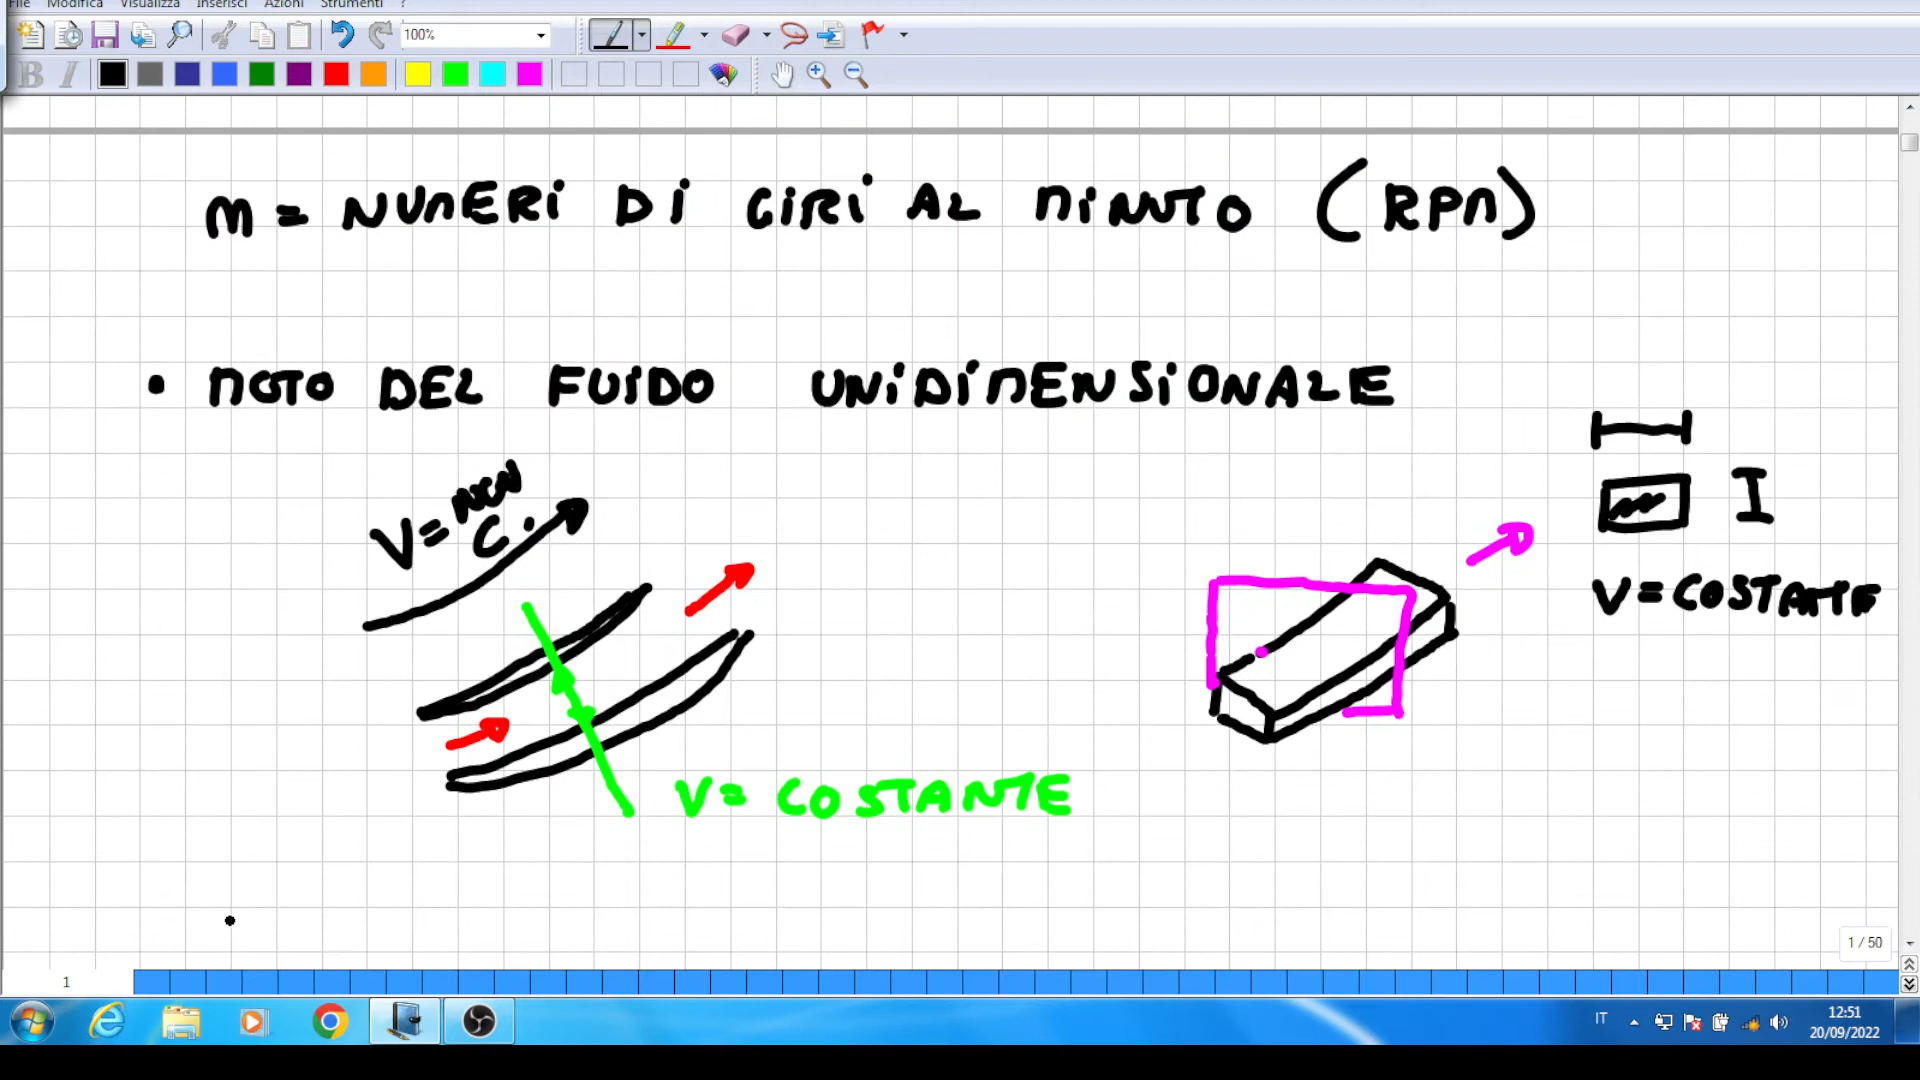 File Modifica Visualizza Inserisci Azioni Strumenti ?
100%
B I
m = NUMERI DI GIRI AL MINUTO (RPM)
• MOTO DEL FUIDO UNIDIMENSIONALE
V = NON C.
I
V = COSTANTE
V = COSTANTE
1 / 50
1
IT
12:51
20/09/2022